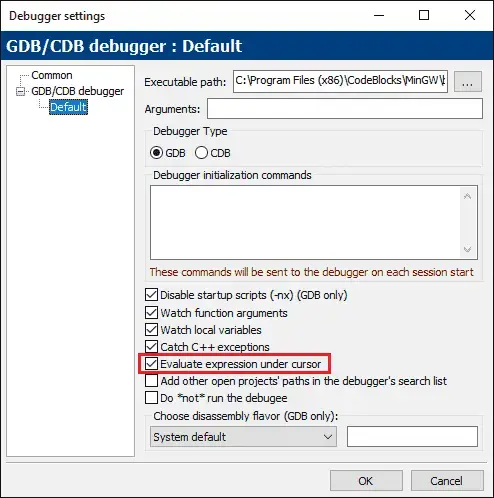 Debugger settings
GDB/CDB debugger : Default
Common
GDB/CDB debugger
Default
Executable path: C:\Program Files (x86)\CodeBlocks\MinGW\ ...
Arguments:
Debugger Type
GDB CDB
Debugger initialization commands
These commands will be sent to the debugger on each session start
Disable startup scripts (-nx) (GDB only)
Watch function arguments
Watch local variables
Catch C++ exceptions
Evaluate expression under cursor
Add other open projects' paths in the debugger's search list
Do *not* run the debugee
Choose disassembly flavor (GDB only):
System default
OK Cancel